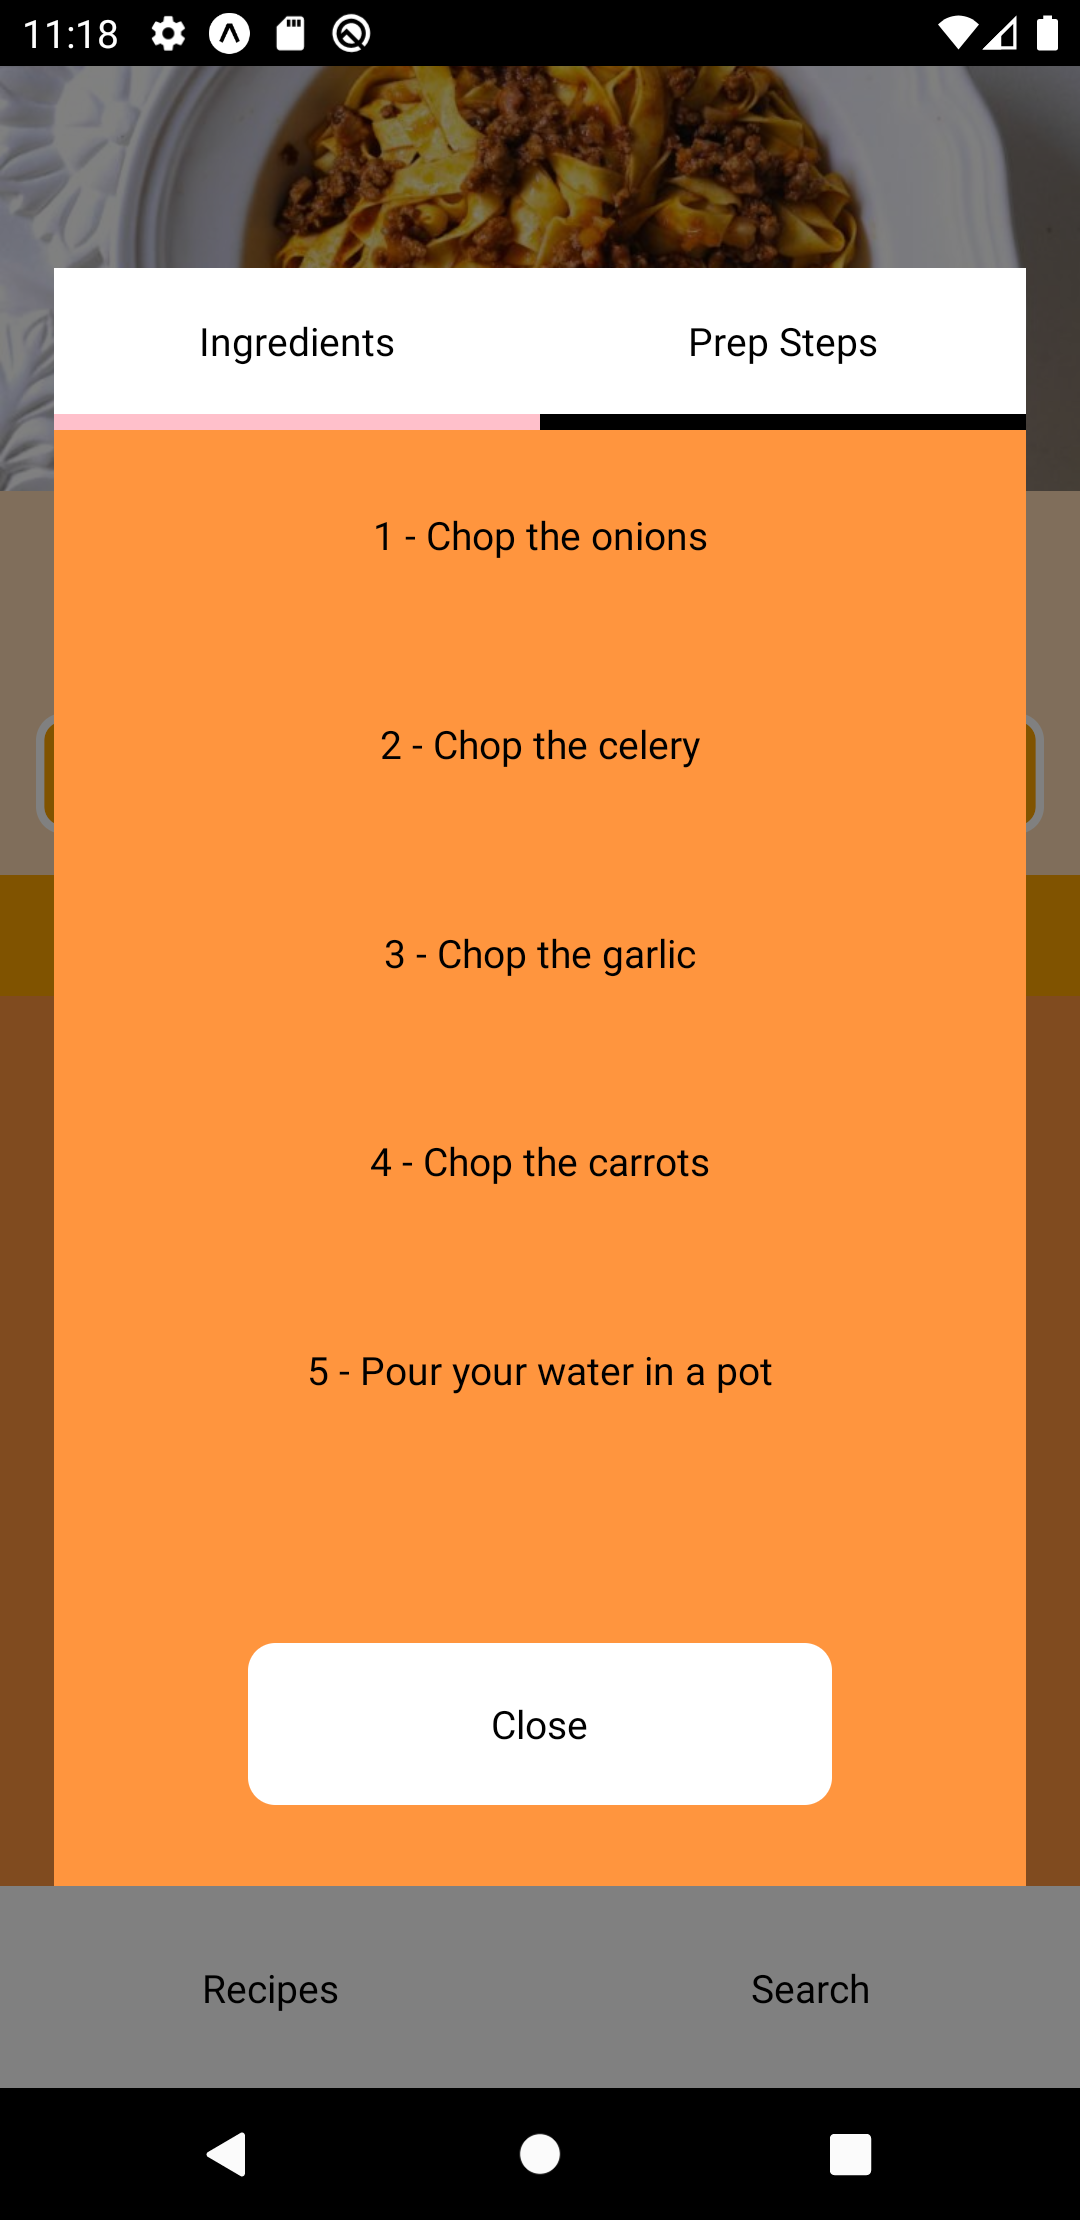 11:18
Ingredients
Prep Steps
1 - Chop the onions
2 - Chop the celery
3 - Chop the garlic
4 - Chop the carrots
5 - Pour your water in a pot
Close
Recipes
Search